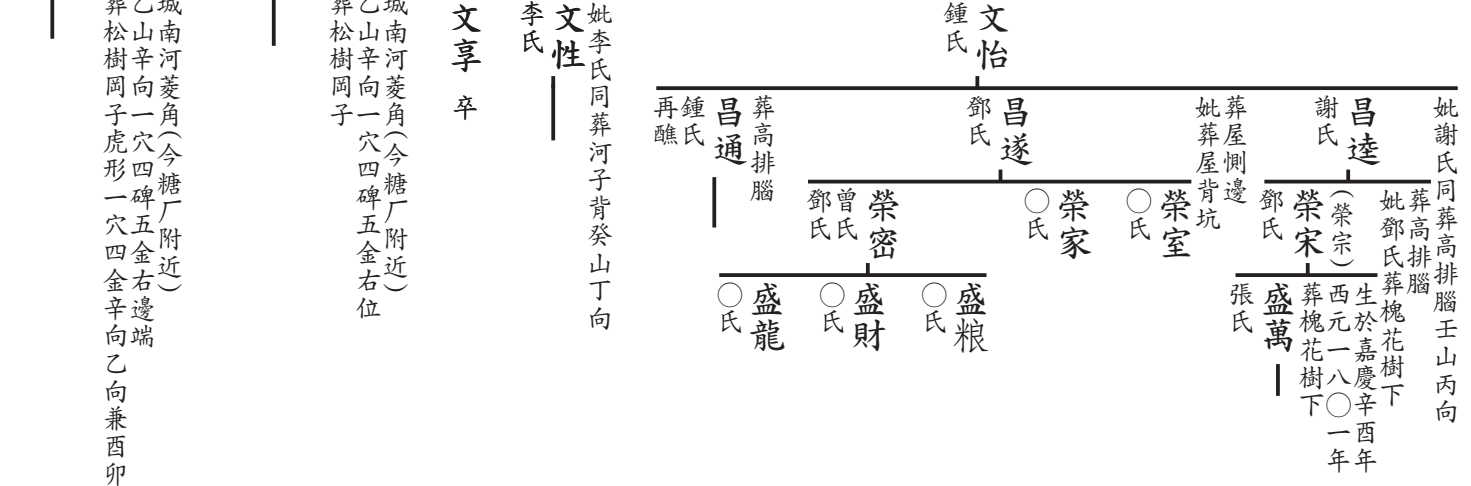 文怡
鍾氏
妣謝氏同葬高排腦壬山丙向
昌逵
謝氏
葬高排腦
妣鄧氏葬槐花樹下
(榮宗)
榮宋
鄧氏
生於嘉慶辛酉年
西元一八〇一年
葬槐花樹下
盛萬
張氏
葬屋惻邊
妣葬屋背坑
昌遂
鄧氏
榮室
〇氏
榮家
〇氏
榮密
曾氏
鄧氏
盛粮
〇氏
盛財
〇氏
盛龍
〇氏
葬高排腦
昌通
鍾氏
再醮
妣李氏同葬河子背癸山丁向
文性
李氏
文享 卒
城南河菱角(今糖厂附近)
乙山辛向一穴四碑五金右位
葬松樹岡子
城南河菱角(今糖厂附近)
乙山辛向一穴四碑五金右邊端
葬松樹岡子虎形一穴四金辛向乙向兼酉卯